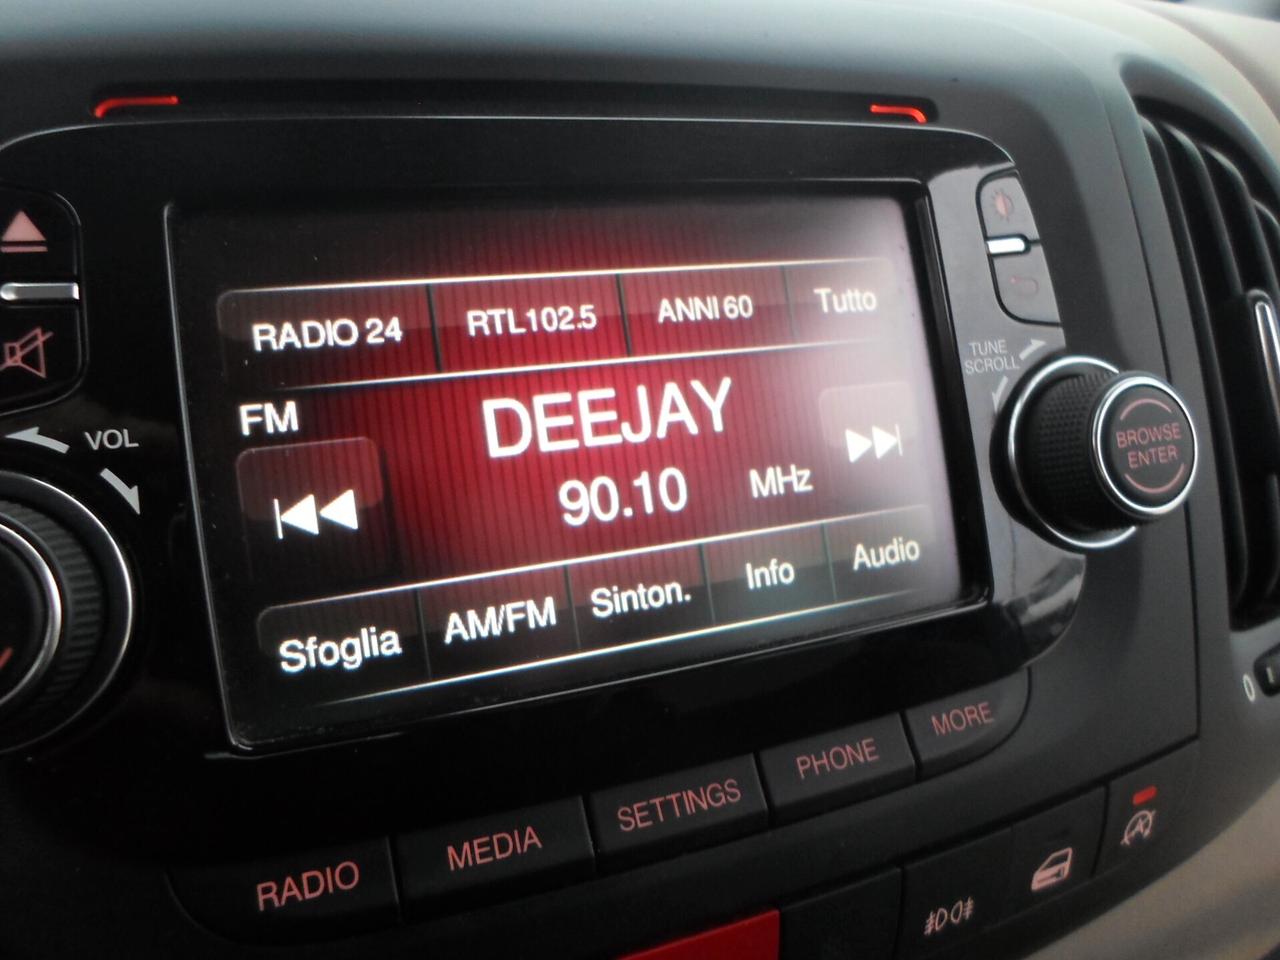 RADIO 24 RTL102.5 ANNI 60 Tutto
FM
DEEJAY
90.10 MHz
Sfoglia AM/FM Sinton. Info Audio
VOL
TUNE
SCROLL
BROWSE
ENTER
RADIO MEDIA SETTINGS PHONE MORE
0